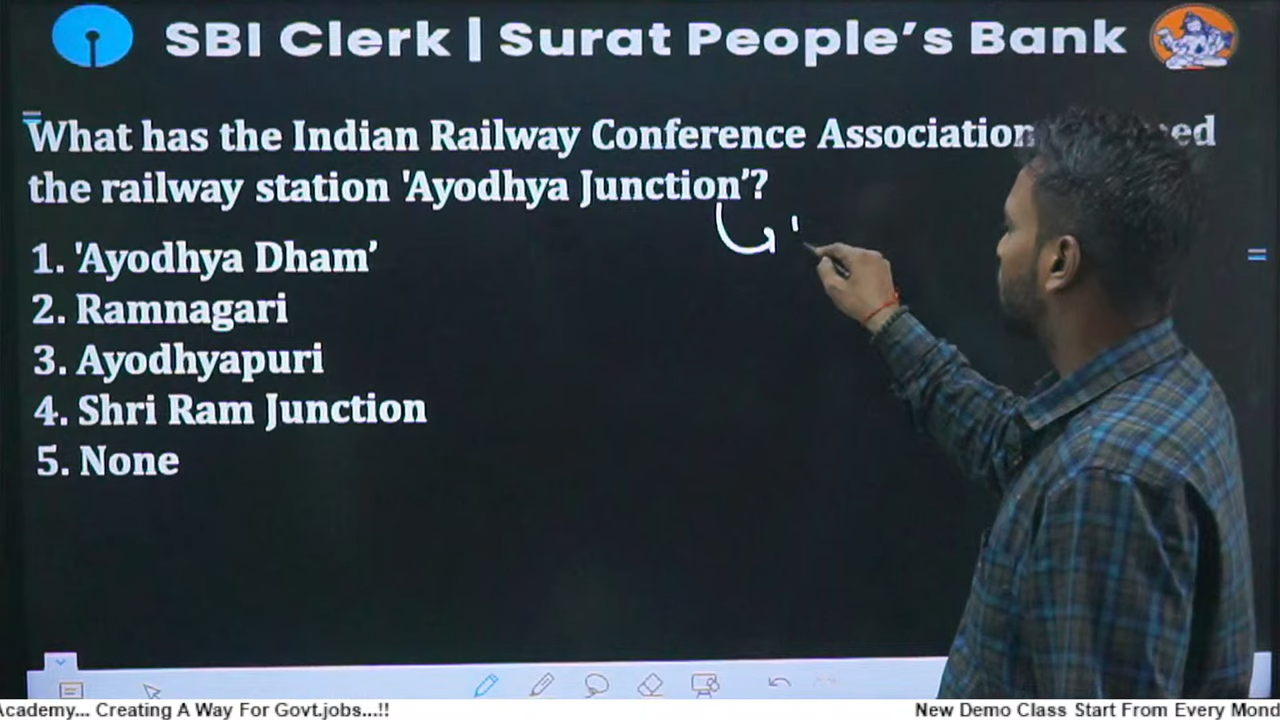 SBI Clerk | Surat People's Bank
What has the Indian Railway Conference Association
the railway station 'Ayodhya Junction'?
1. 'Ayodhya Dham'
2. Ramnagari
3. Ayodhyapuri
4. Shri Ram Junction
5. None
Academy... Creating A Way For Govt.jobs...!! New Demo Class Start From Every